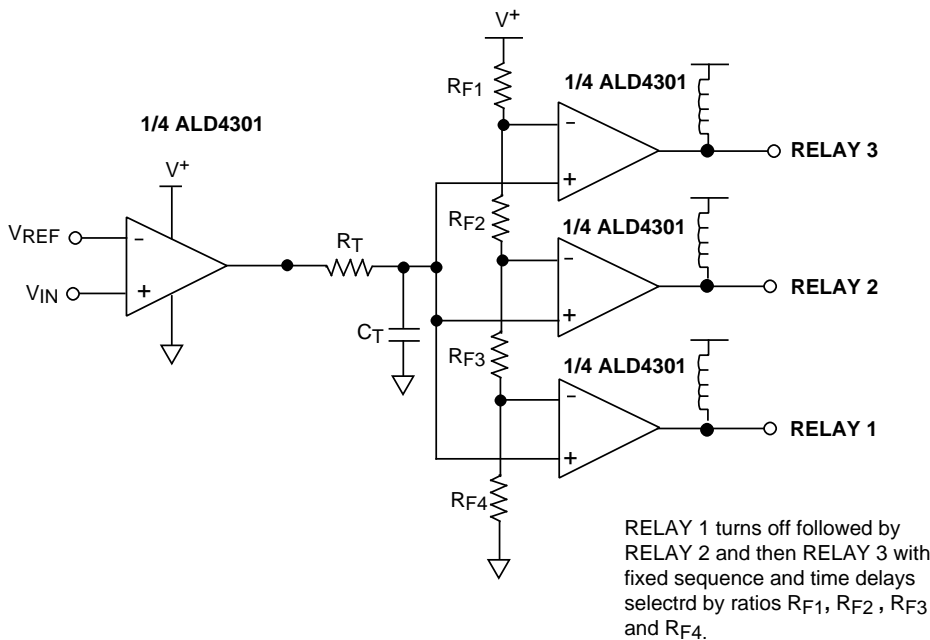 V+
RF1
1/4 ALD4301
1/4 ALD4301
V+
−
+
RELAY 3
VREF
−
VIN
+
RT
CT
RF2
1/4 ALD4301
−
+
RELAY 2
RF3
1/4 ALD4301
−
+
RELAY 1
RF4
RELAY 1 turns off followed by
RELAY 2 and then RELAY 3 with
fixed sequence and time delays
selectrd by ratios RF1, RF2 , RF3
and RF4.